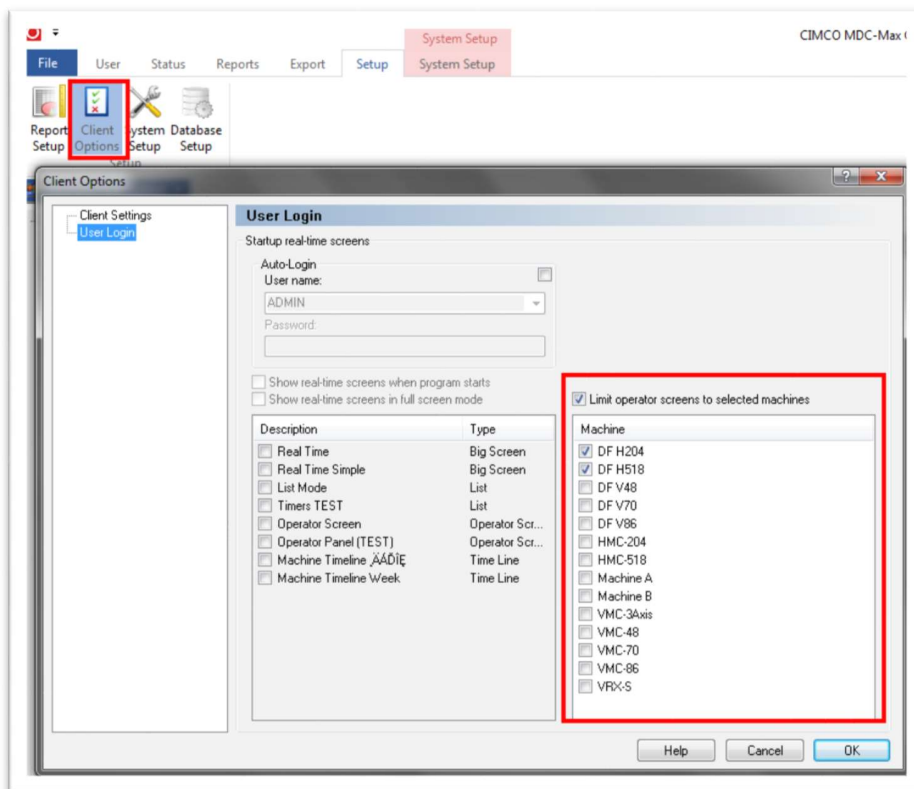 System Setup
CIMCO MDC-Max
File User Status Reports Export Setup System Setup
Report Setup
Client Options
System Setup
Database Setup
Setup
Client Options
Client Settings
User Login
User Login
Startup real-time screens
Auto-Login
User name:
ADMIN
Password:
Show real-time screens when program starts
Show real-time screens in full screen mode
Description Type
Real Time Big Screen
Real Time Simple Big Screen
List Mode List
Timers TEST List
Operator Screen Operator Scr...
Operator Panel (TEST) Operator Scr...
Machine Timeline ,ÄÁĎÎĘ Time Line
Machine Timeline Week Time Line
Limit operator screens to selected machines
Machine
DF H204
DF H518
DF V48
DF V70
DF V86
HMC-204
HMC-518
Machine A
Machine B
VMC-3Axis
VMC-48
VMC-70
VMC-86
VRX-S
Help Cancel OK